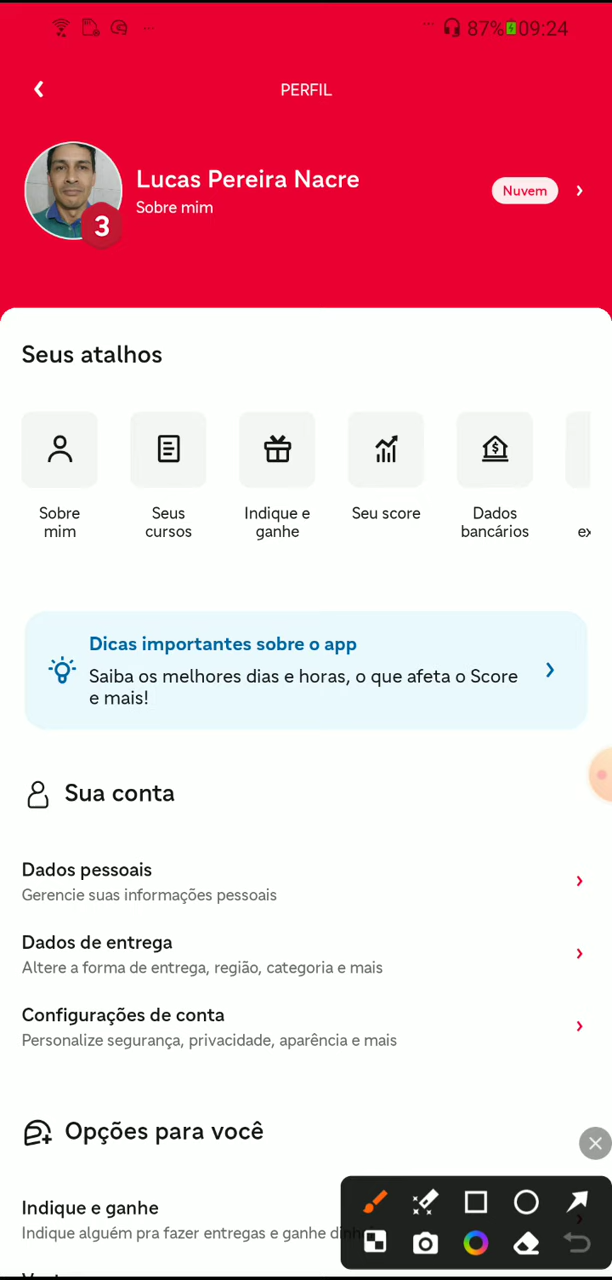 87% 09:24
PERFIL
Lucas Pereira Nacre
Sobre mim
Nuvem
3
Seus atalhos
Sobre
mim
Seus
cursos
Indique e
ganhe
Seu score
Dados
bancários
ex
Dicas importantes sobre o app
Saiba os melhores dias e horas, o que afeta o Score
e mais!
Sua conta
Dados pessoais
Gerencie suas informações pessoais
Dados de entrega
Altere a forma de entrega, região, categoria e mais
Configurações de conta
Personalize segurança, privacidade, aparência e mais
Opções para você
Indique e ganhe
Indique alguém pra fazer entregas e ganhe dinh